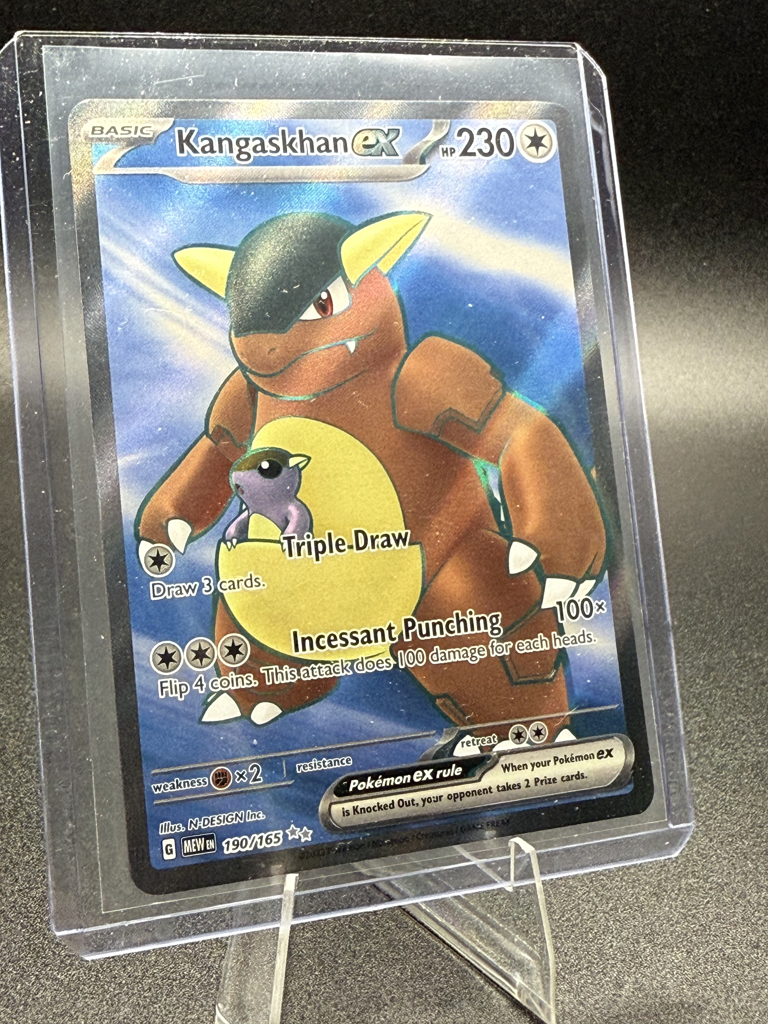 BASIC Kangaskhan ex HP 230
Triple Draw
Draw 3 cards.
Incessant Punching 100×
Flip 4 coins. This attack does 100 damage for each heads.
weakness ×2 resistance retreat
Pokémon ex rule When your Pokémon ex
is Knocked Out, your opponent takes 2 Prize cards.
Illus. N-DESIGN Inc.
G MEW EN 190/165